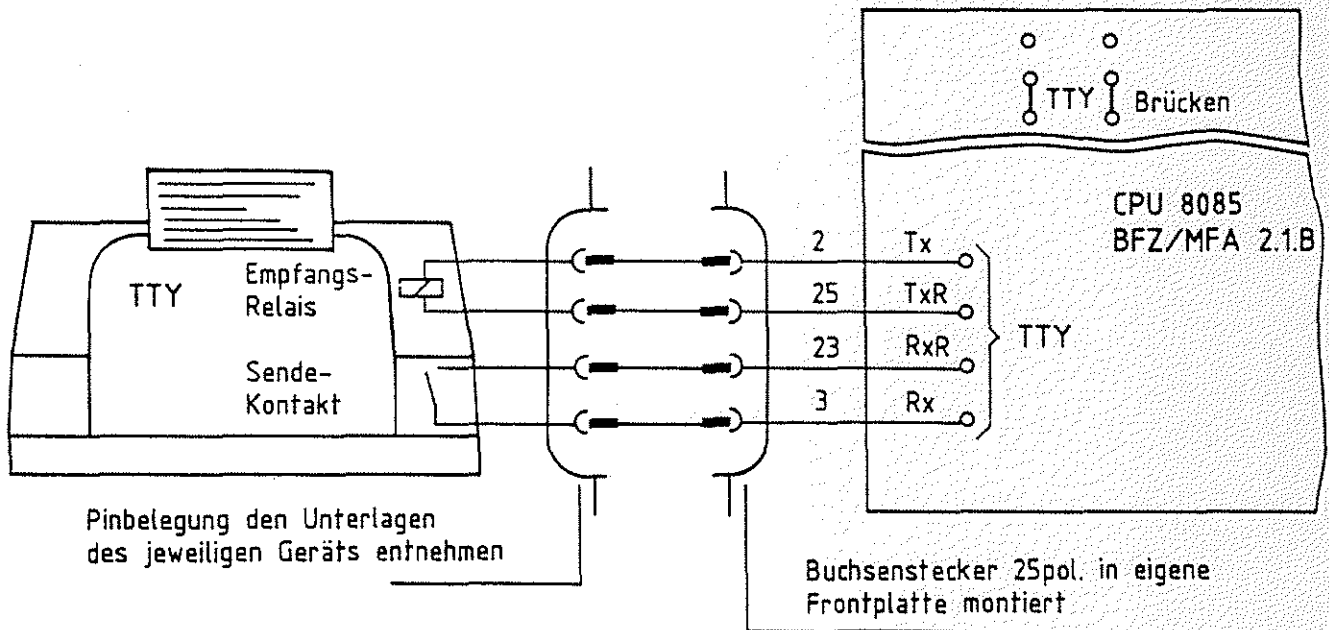 TTY Brücken
CPU 8085
BFZ/MFA 2.1.B
TTY
Empfangs-
Relais
Sende-
Kontakt
2 Tx
25 TxR
23 RxR
3 Rx
TTY
Pinbelegung den Unterlagen
des jeweiligen Geräts entnehmen
Buchsenstecker 25pol. in eigene
Frontplatte montiert